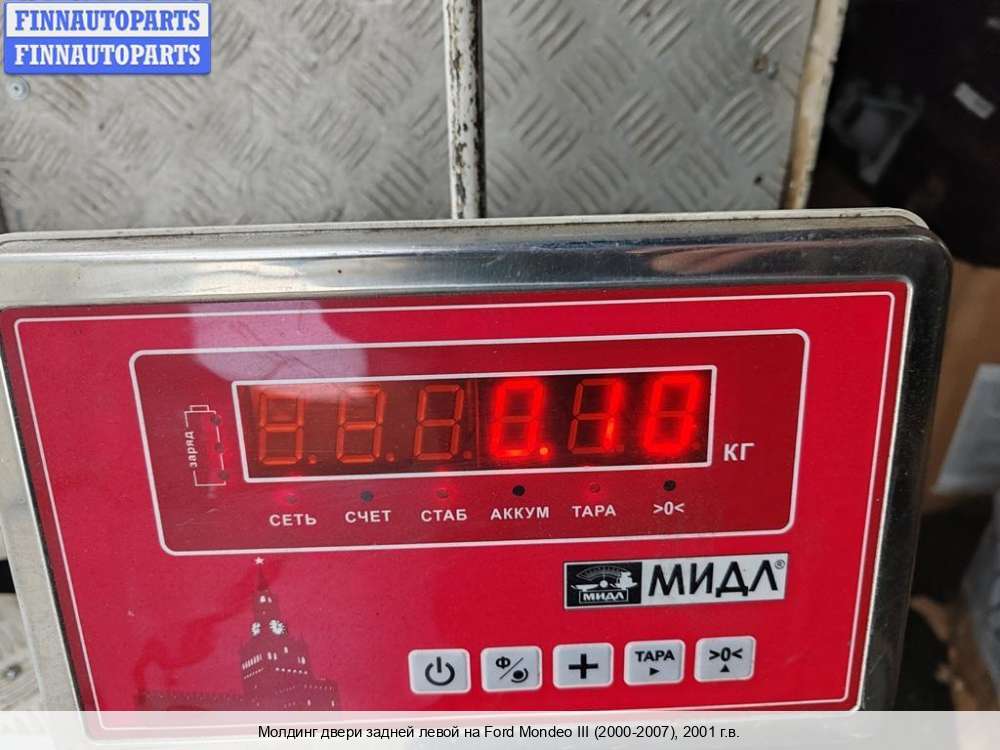 FINNAUTOPARTS
FINNAUTOPARTS
0.10
КГ
заряд
СЕТЬ СЧЕТ СТАБ АККУМ ТАРА >0<
МИДЛ МИДЛ®
Ф/ ТАРА >0<
Молдинг двери задней левой на Ford Mondeo III (2000-2007), 2001 г.в.